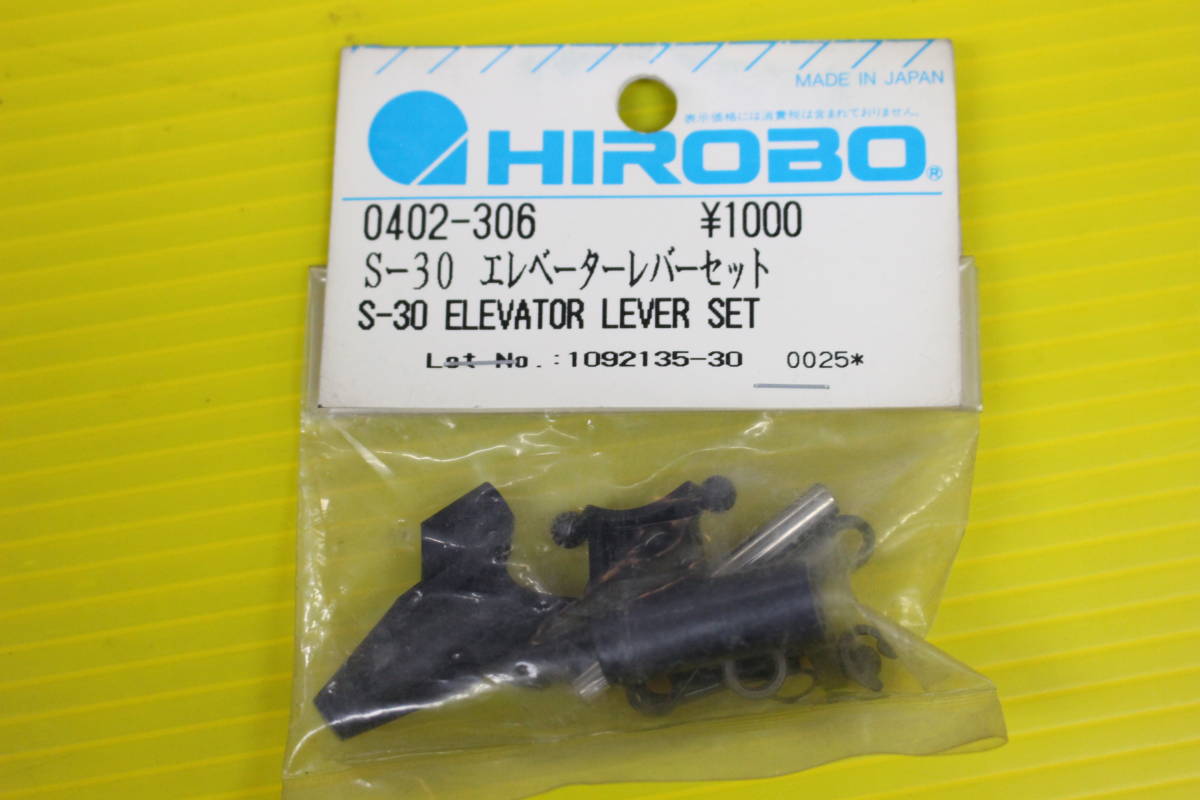 MADE IN JAPAN
表示価格には消費税は含まれておりません。
HIROBO®
0402-306 ¥1000
S-30 エレベーターレバーセット
S-30 ELEVATOR LEVER SET
Lot No.:1092135-30 0025*